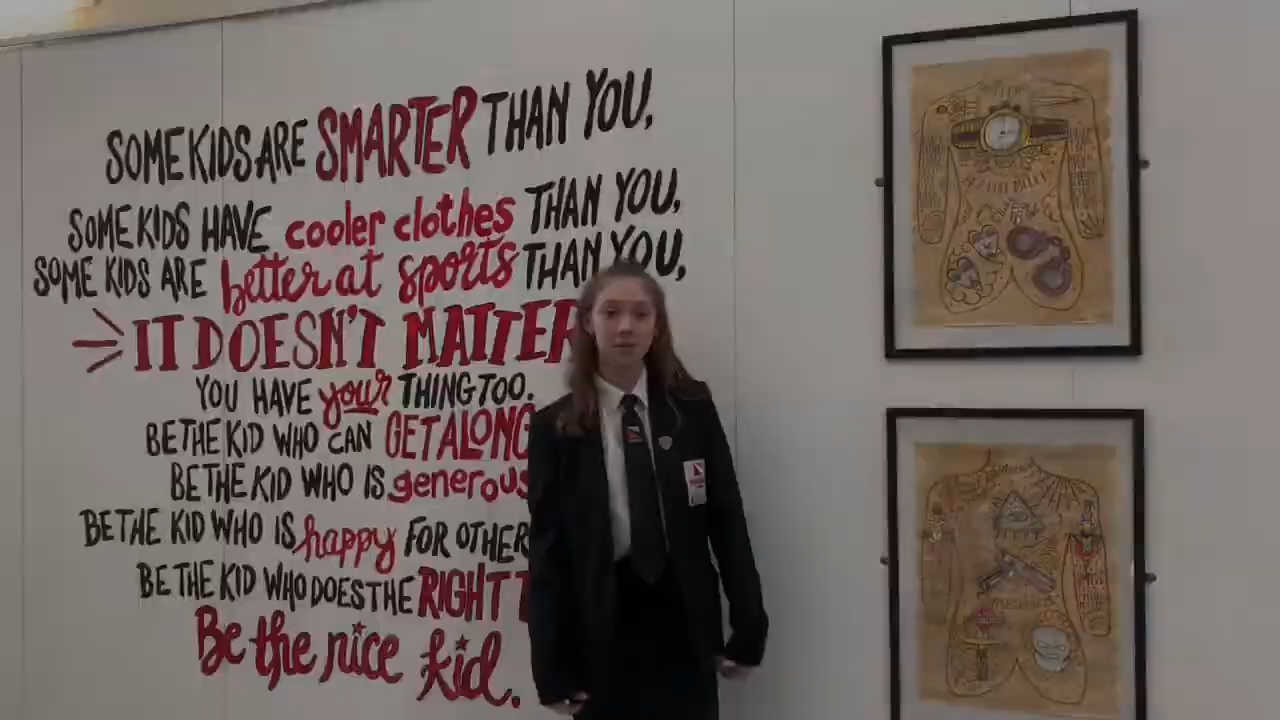 SOME KIDS ARE SMARTER THAN YOU,
SOME KIDS HAVE cooler clothes THAN YOU,
SOME KIDS ARE better at sports THAN YOU,
IT DOESN'T MATTER
YOU HAVE your THING TOO.
BE THE KID WHO CAN GET ALONG
BE THE KID WHO IS generous
BE THE KID WHO IS happy FOR OTHER
BE THE KID WHO DOES THE RIGHT T
Be the nice kid.